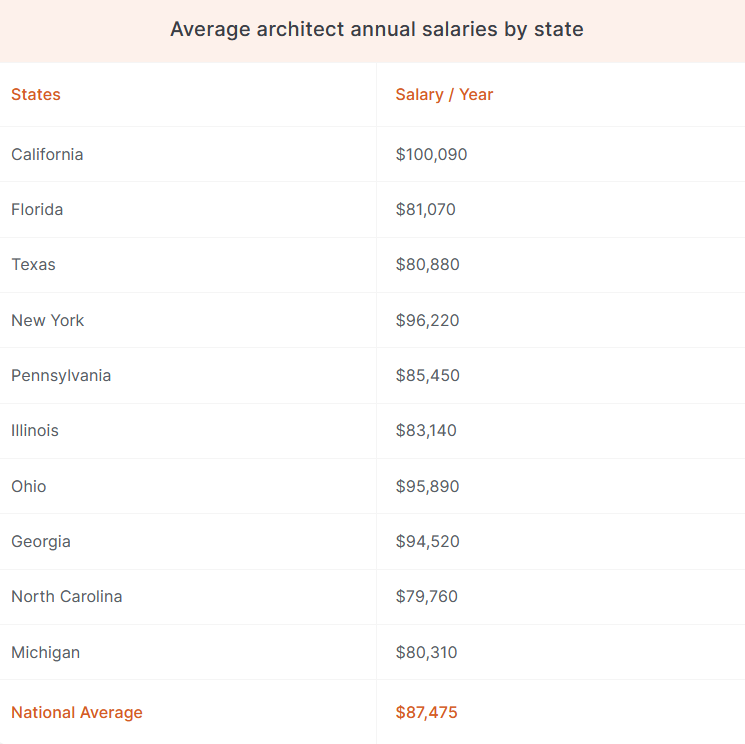 Average architect annual salaries by state
States Salary / Year
California $100,090
Florida $81,070
Texas $80,880
New York $96,220
Pennsylvania $85,450
Illinois $83,140
Ohio $95,890
Georgia $94,520
North Carolina $79,760
Michigan $80,310
National Average $87,475